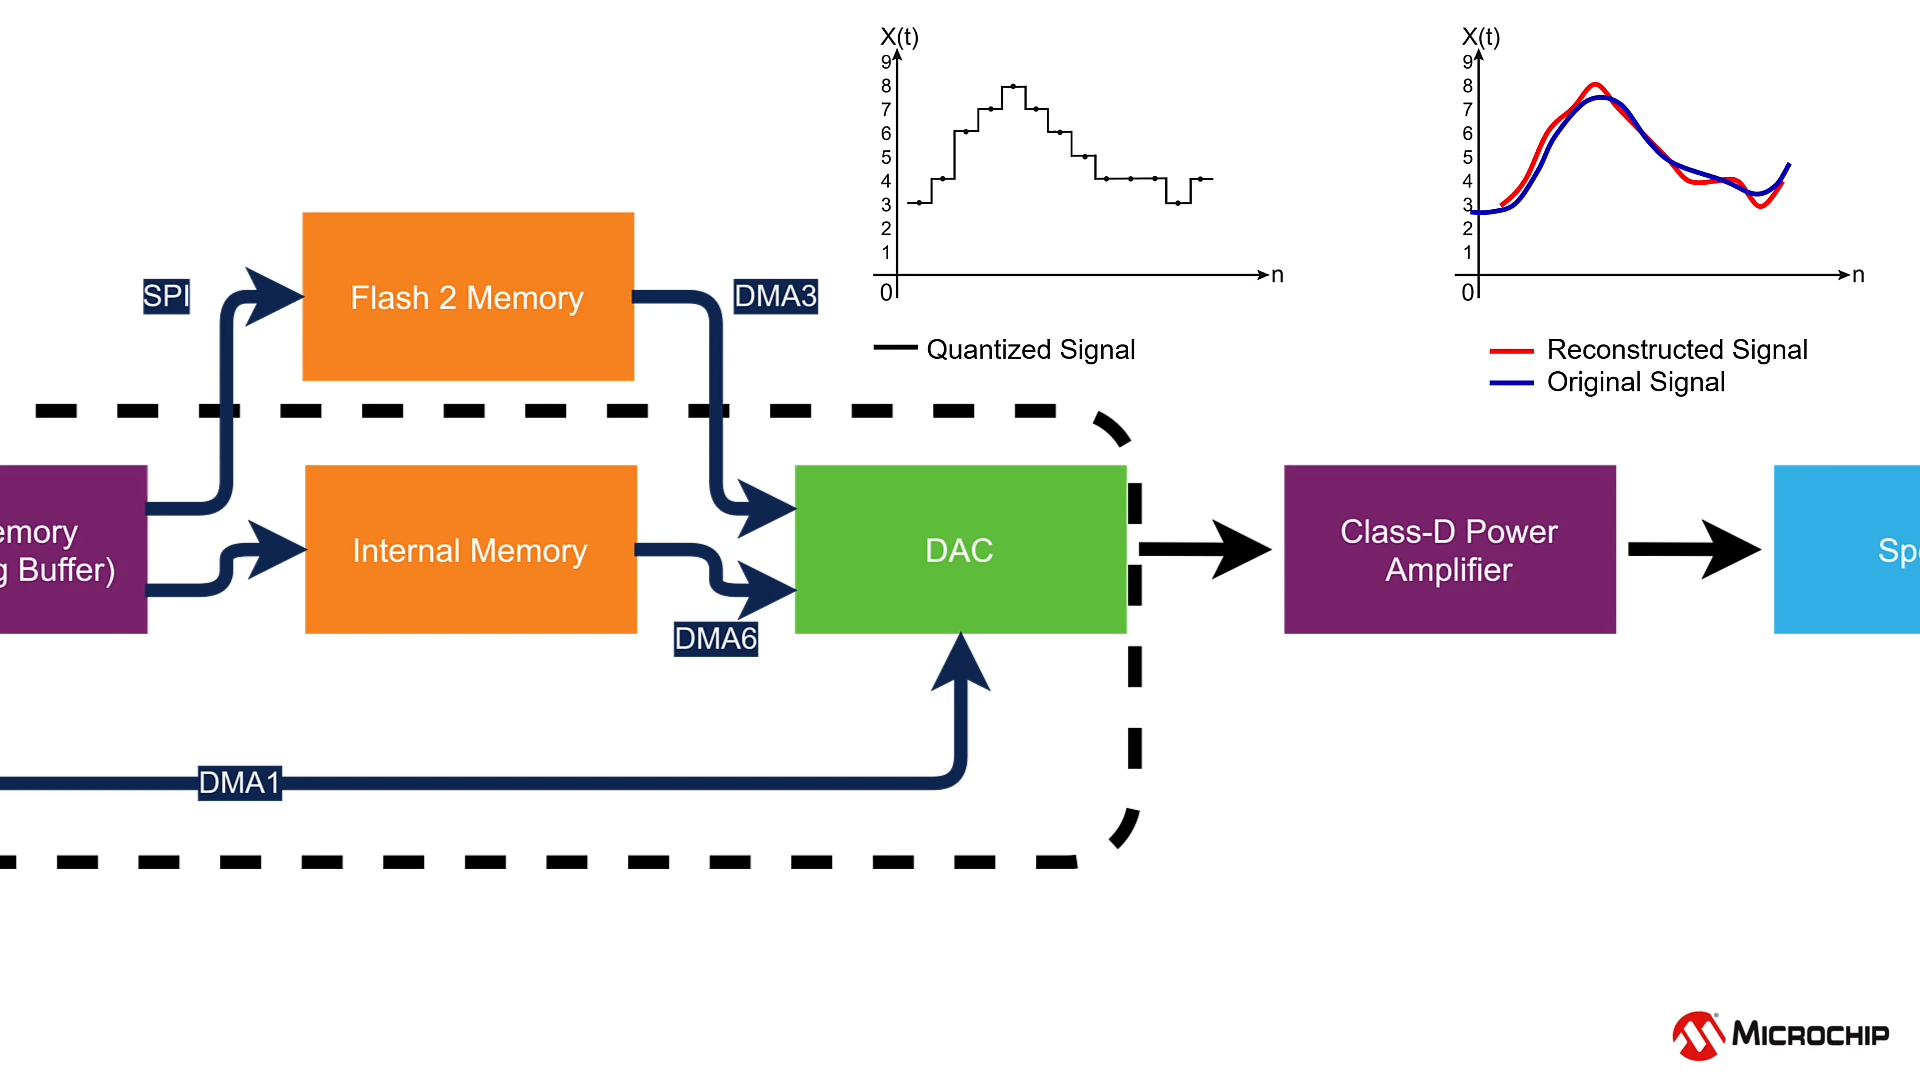 X(t)
9
8
7
6
5
4
3
2
1
0
n
Quantized Signal
X(t)
9
8
7
6
5
4
3
2
1
0
n
Reconstructed Signal
Original Signal
SPI
Flash 2 Memory
DMA3
emory
g Buffer)
Internal Memory
DMA6
DAC
Class-D Power
Amplifier
Sp
DMA1
MICROCHIP